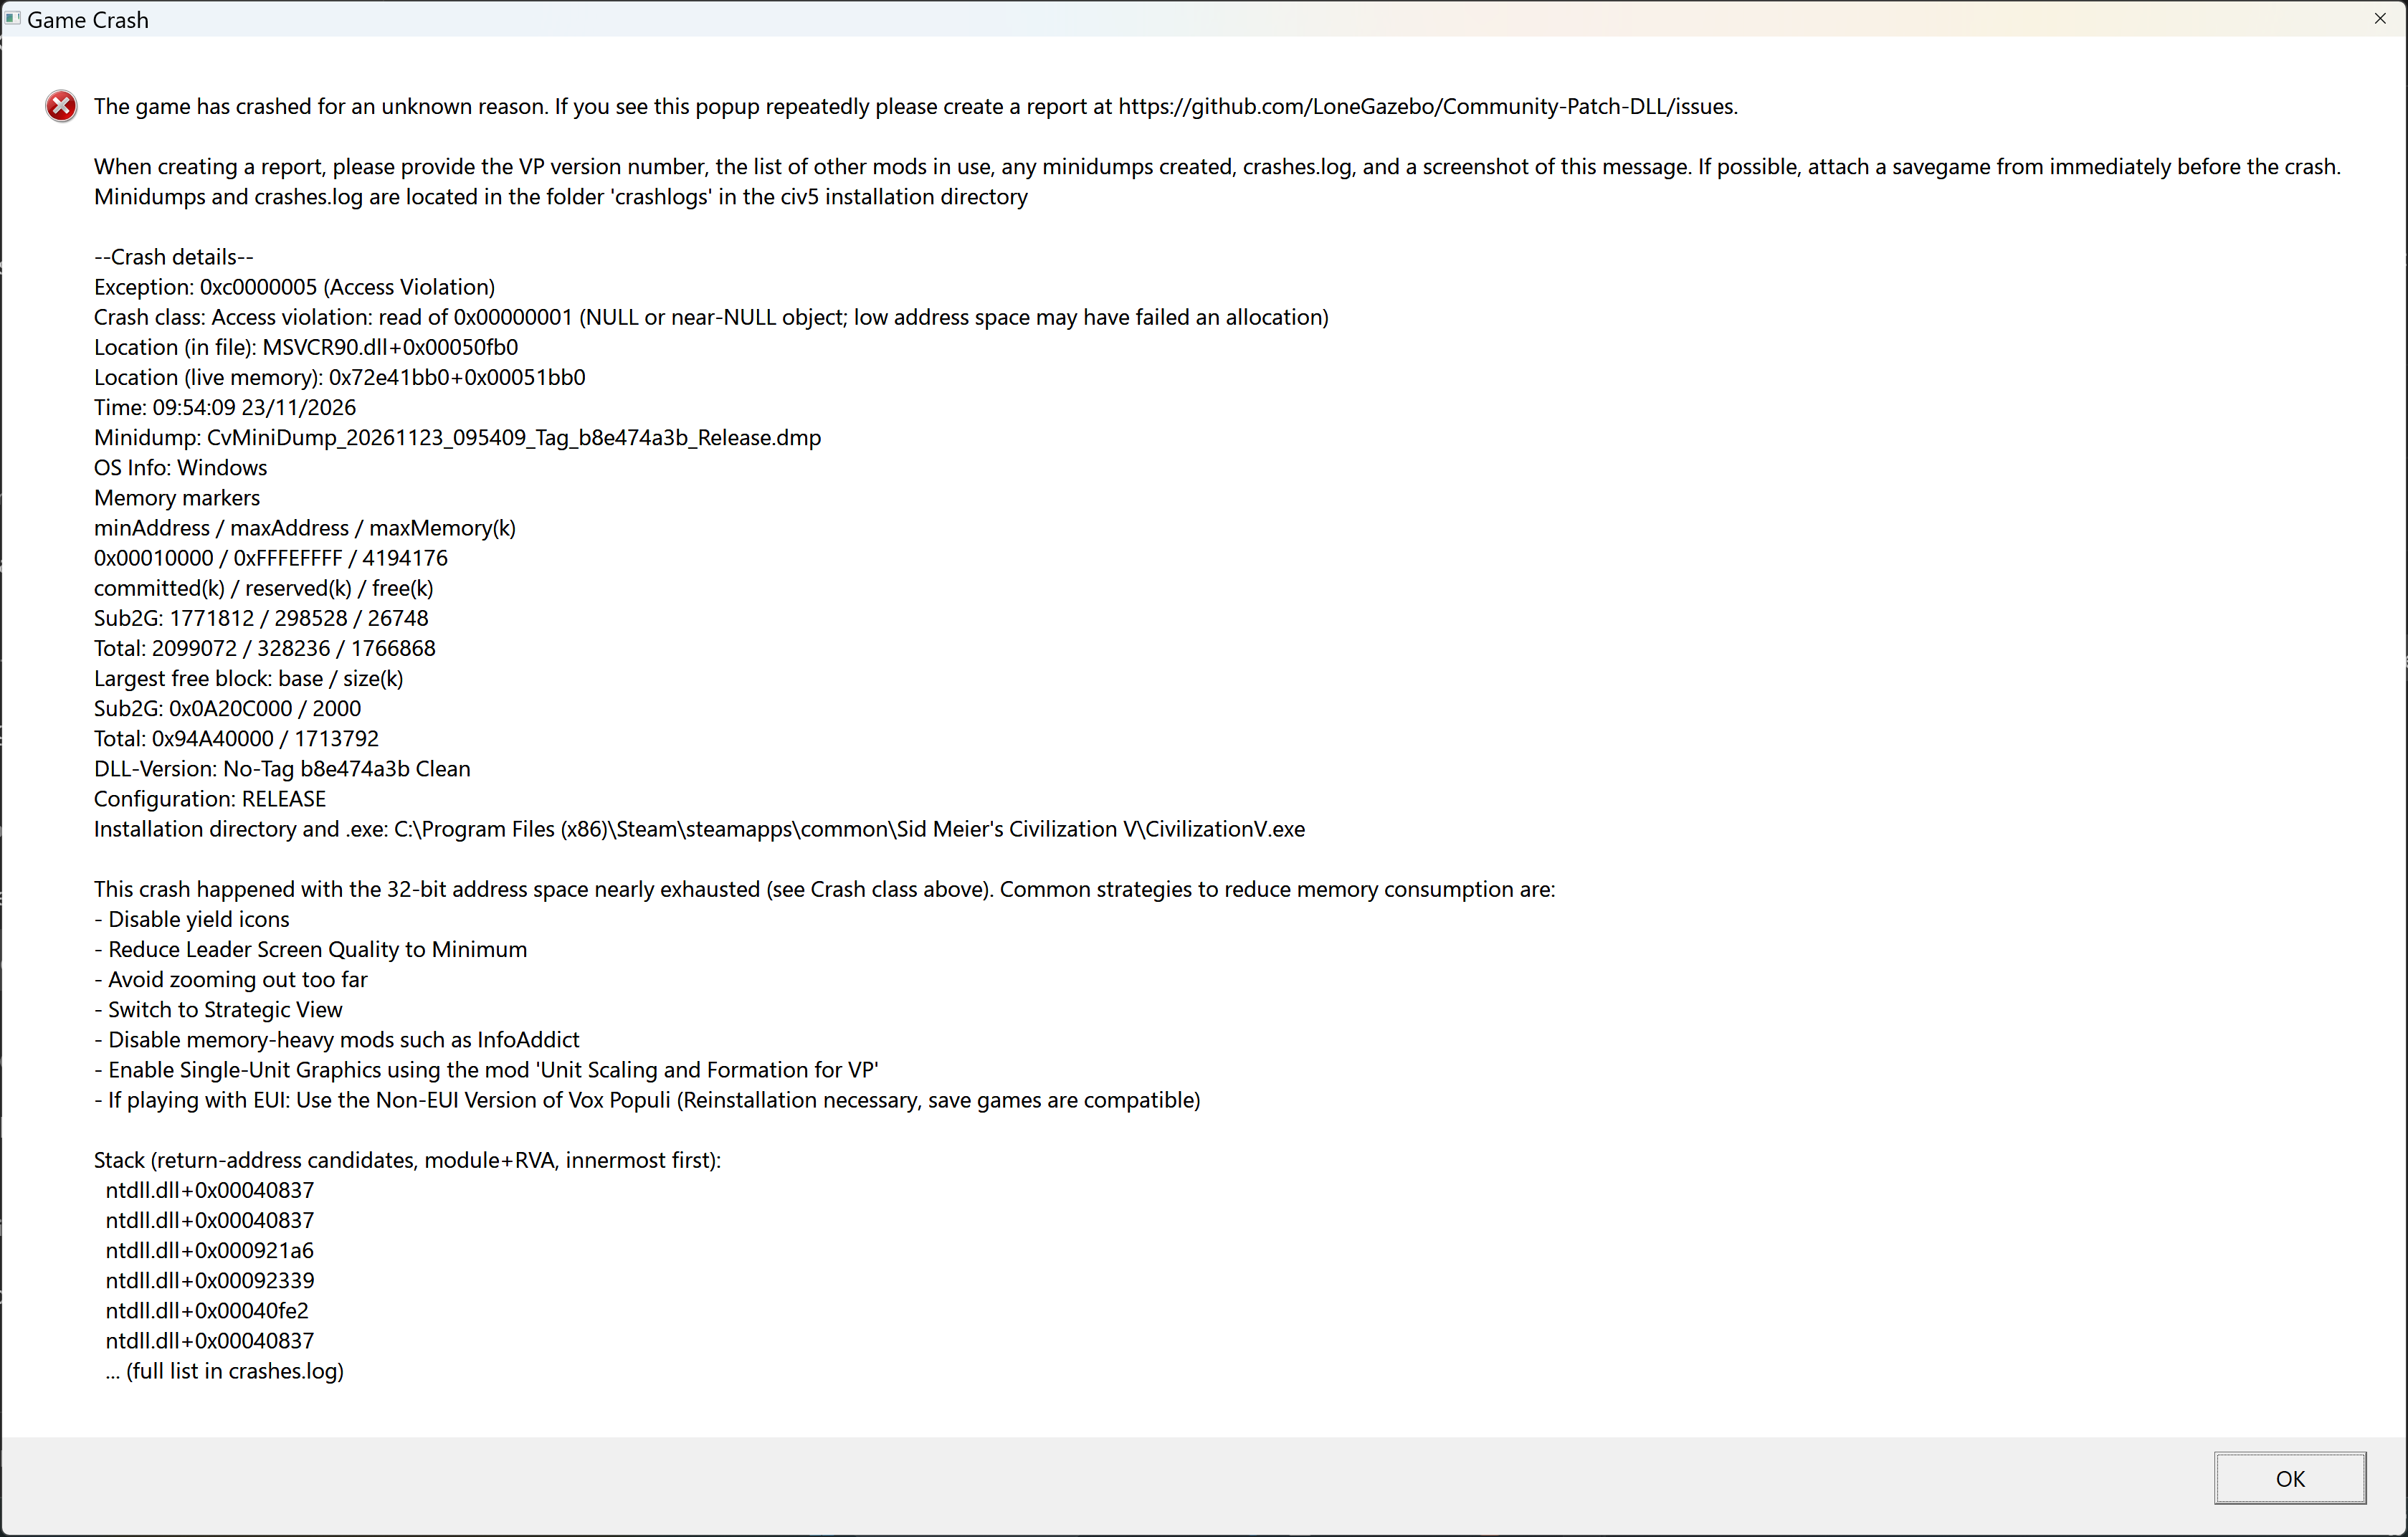 Game Crash
The game has crashed for an unknown reason. If you see this popup repeatedly please create a report at https://github.com/LoneGazebo/Community-Patch-DLL/issues.
When creating a report, please provide the VP version number, the list of other mods in use, any minidumps created, crashes.log, and a screenshot of this message. If possible, attach a savegame from immediately before the crash.
Minidumps and crashes.log are located in the folder 'crashlogs' in the civ5 installation directory
--Crash details--
Exception: 0xc0000005 (Access Violation)
Crash class: Access violation: read of 0x00000001 (NULL or near-NULL object; low address space may have failed an allocation)
Location (in file): MSVCR90.dll+0x00050fb0
Location (live memory): 0x72e41bb0+0x00051bb0
Time: 09:54:09 23/11/2026
Minidump: CvMiniDump_20261123_095409_Tag_b8e474a3b_Release.dmp
OS Info: Windows
Memory markers
minAddress / maxAddress / maxMemory(k)
0x00010000 / 0xFFFEFFFF / 4194176
committed(k) / reserved(k) / free(k)
Sub2G: 1771812 / 298528 / 26748
Total: 2099072 / 328236 / 1766868
Largest free block: base / size(k)
Sub2G: 0x0A20C000 / 2000
Total: 0x94A40000 / 1713792
DLL-Version: No-Tag b8e474a3b Clean
Configuration: RELEASE
Installation directory and .exe: C:\Program Files (x86)\Steam\steamapps\common\Sid Meier's Civilization V\CivilizationV.exe
This crash happened with the 32-bit address space nearly exhausted (see Crash class above). Common strategies to reduce memory consumption are:
- Disable yield icons
- Reduce Leader Screen Quality to Minimum
- Avoid zooming out too far
- Switch to Strategic View
- Disable memory-heavy mods such as InfoAddict
- Enable Single-Unit Graphics using the mod 'Unit Scaling and Formation for VP'
- If playing with EUI: Use the Non-EUI Version of Vox Populi (Reinstallation necessary, save games are compatible)
Stack (return-address candidates, module+RVA, innermost first):
ntdll.dll+0x00040837
ntdll.dll+0x00040837
ntdll.dll+0x000921a6
ntdll.dll+0x00092339
ntdll.dll+0x00040fe2
ntdll.dll+0x00040837
... (full list in crashes.log)
OK